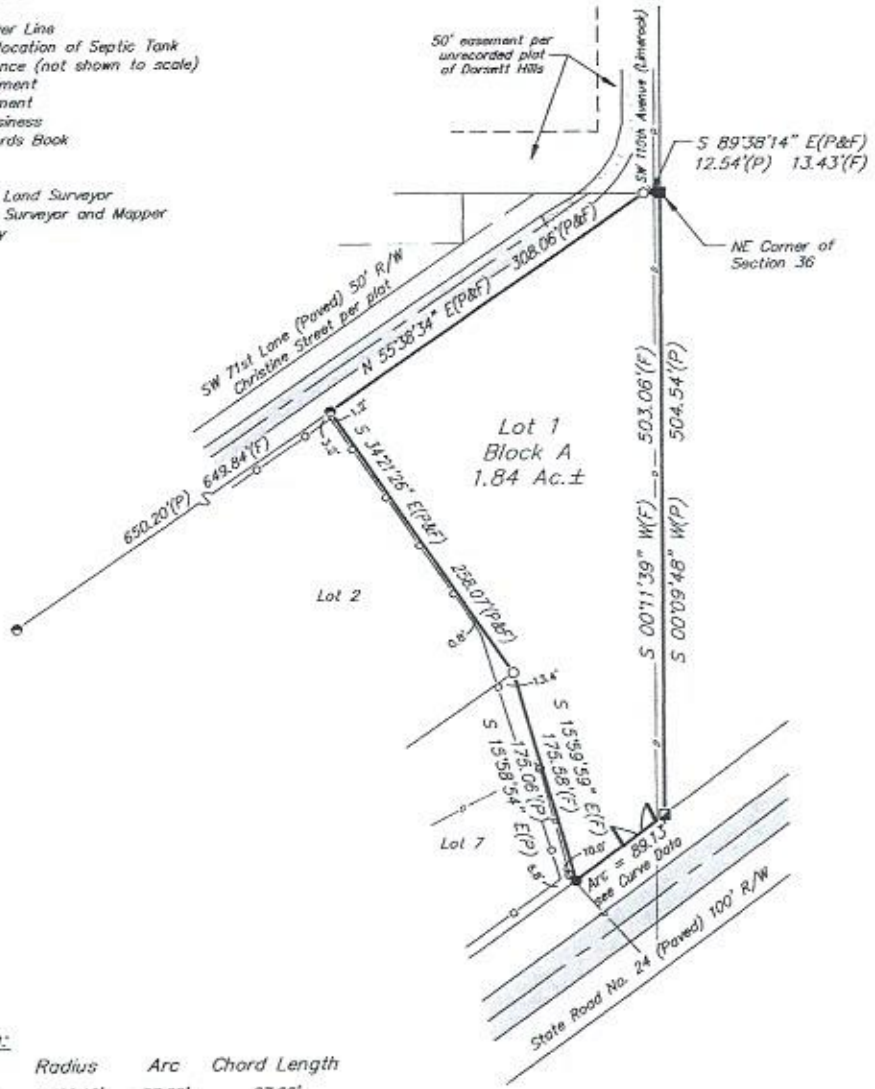 er Line
location of Septic Tank
nce (not shown to scale)
ment
ment
siness
rds Book
Land Surveyor
Surveyor and Mapper
y
50' easement per
unrecorded plat
of Dorsett Hills
SW 110th Avenue (Limerock)
S 89°38'14" E(P&F)
12.54'(P) 13.43'(F)
NE Corner of
Section 36
SW 71st Lane (Paved) 50' R/W
Christine Street per plat
N 55°38'34" E(P&F) 308.06'(P&F)
650.20'(P) 649.84'(F)
1.2'
S 34°21'26" E(P&F)
258.07'(P&F)
0.8'
Lot 1
Block A
1.84 Ac.±
503.06'(F)
504.54'(P)
S 00°11'39" W(F)
S 00°09'48" W(P)
Lot 2
13.4'
S 15°59'59" E(F)
175.58'(F)
175.06'(P)
S 15°58'54" E(P)
Lot 7
10.0'
Arc = 89.13'
see Curve Data
State Road No. 24 (Paved) 100' R/W
Radius Arc Chord Length